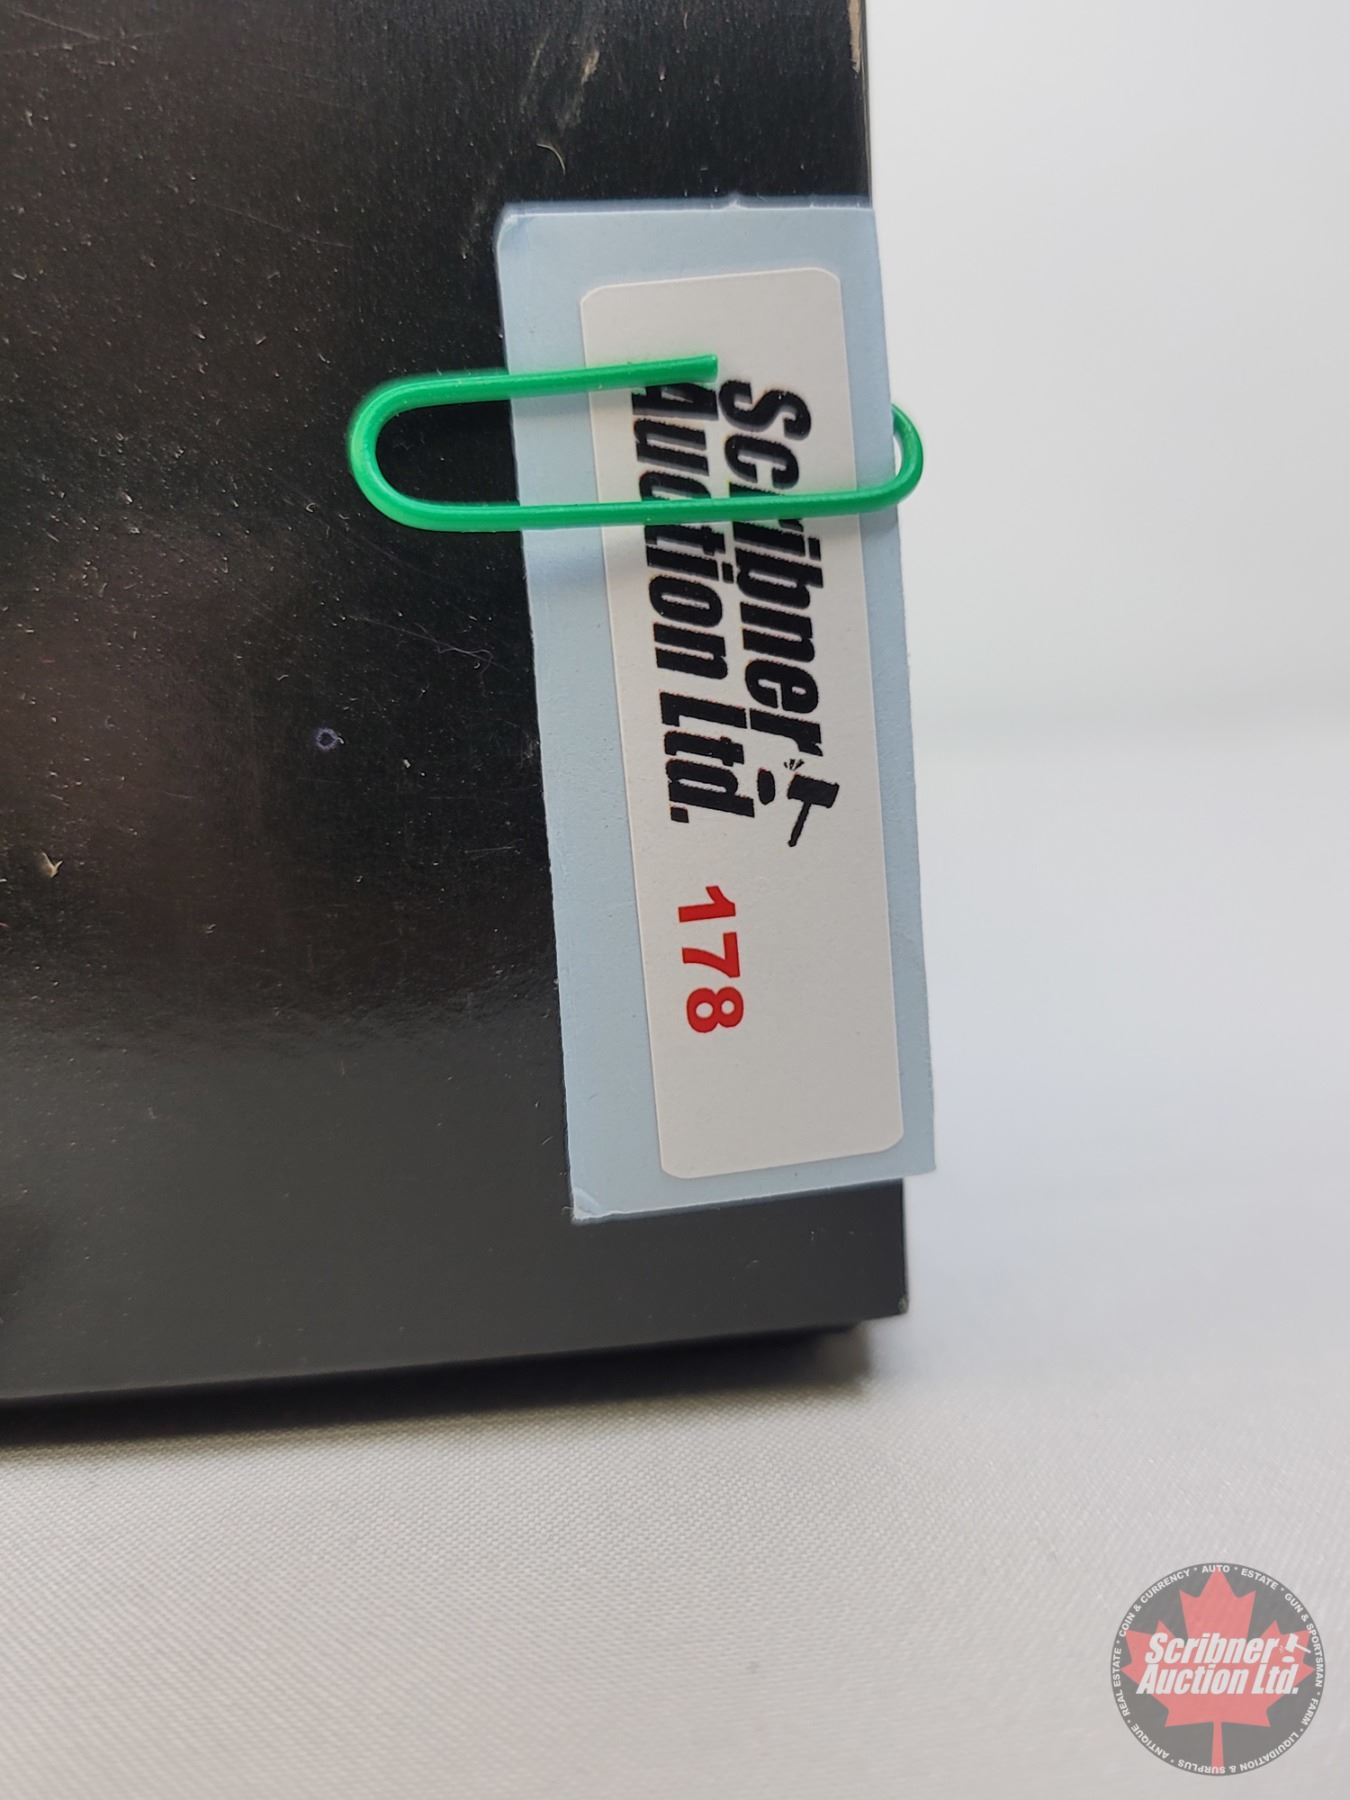 Scribner
Auction Ltd.
178
COIN & CURRENCY • AUTO • ESTATE • GUN & SPORTSMAN • FARM • LIQUIDATION & SURPLUS • ANTIQUE • REAL ESTATE •
Scribner
Auction Ltd.